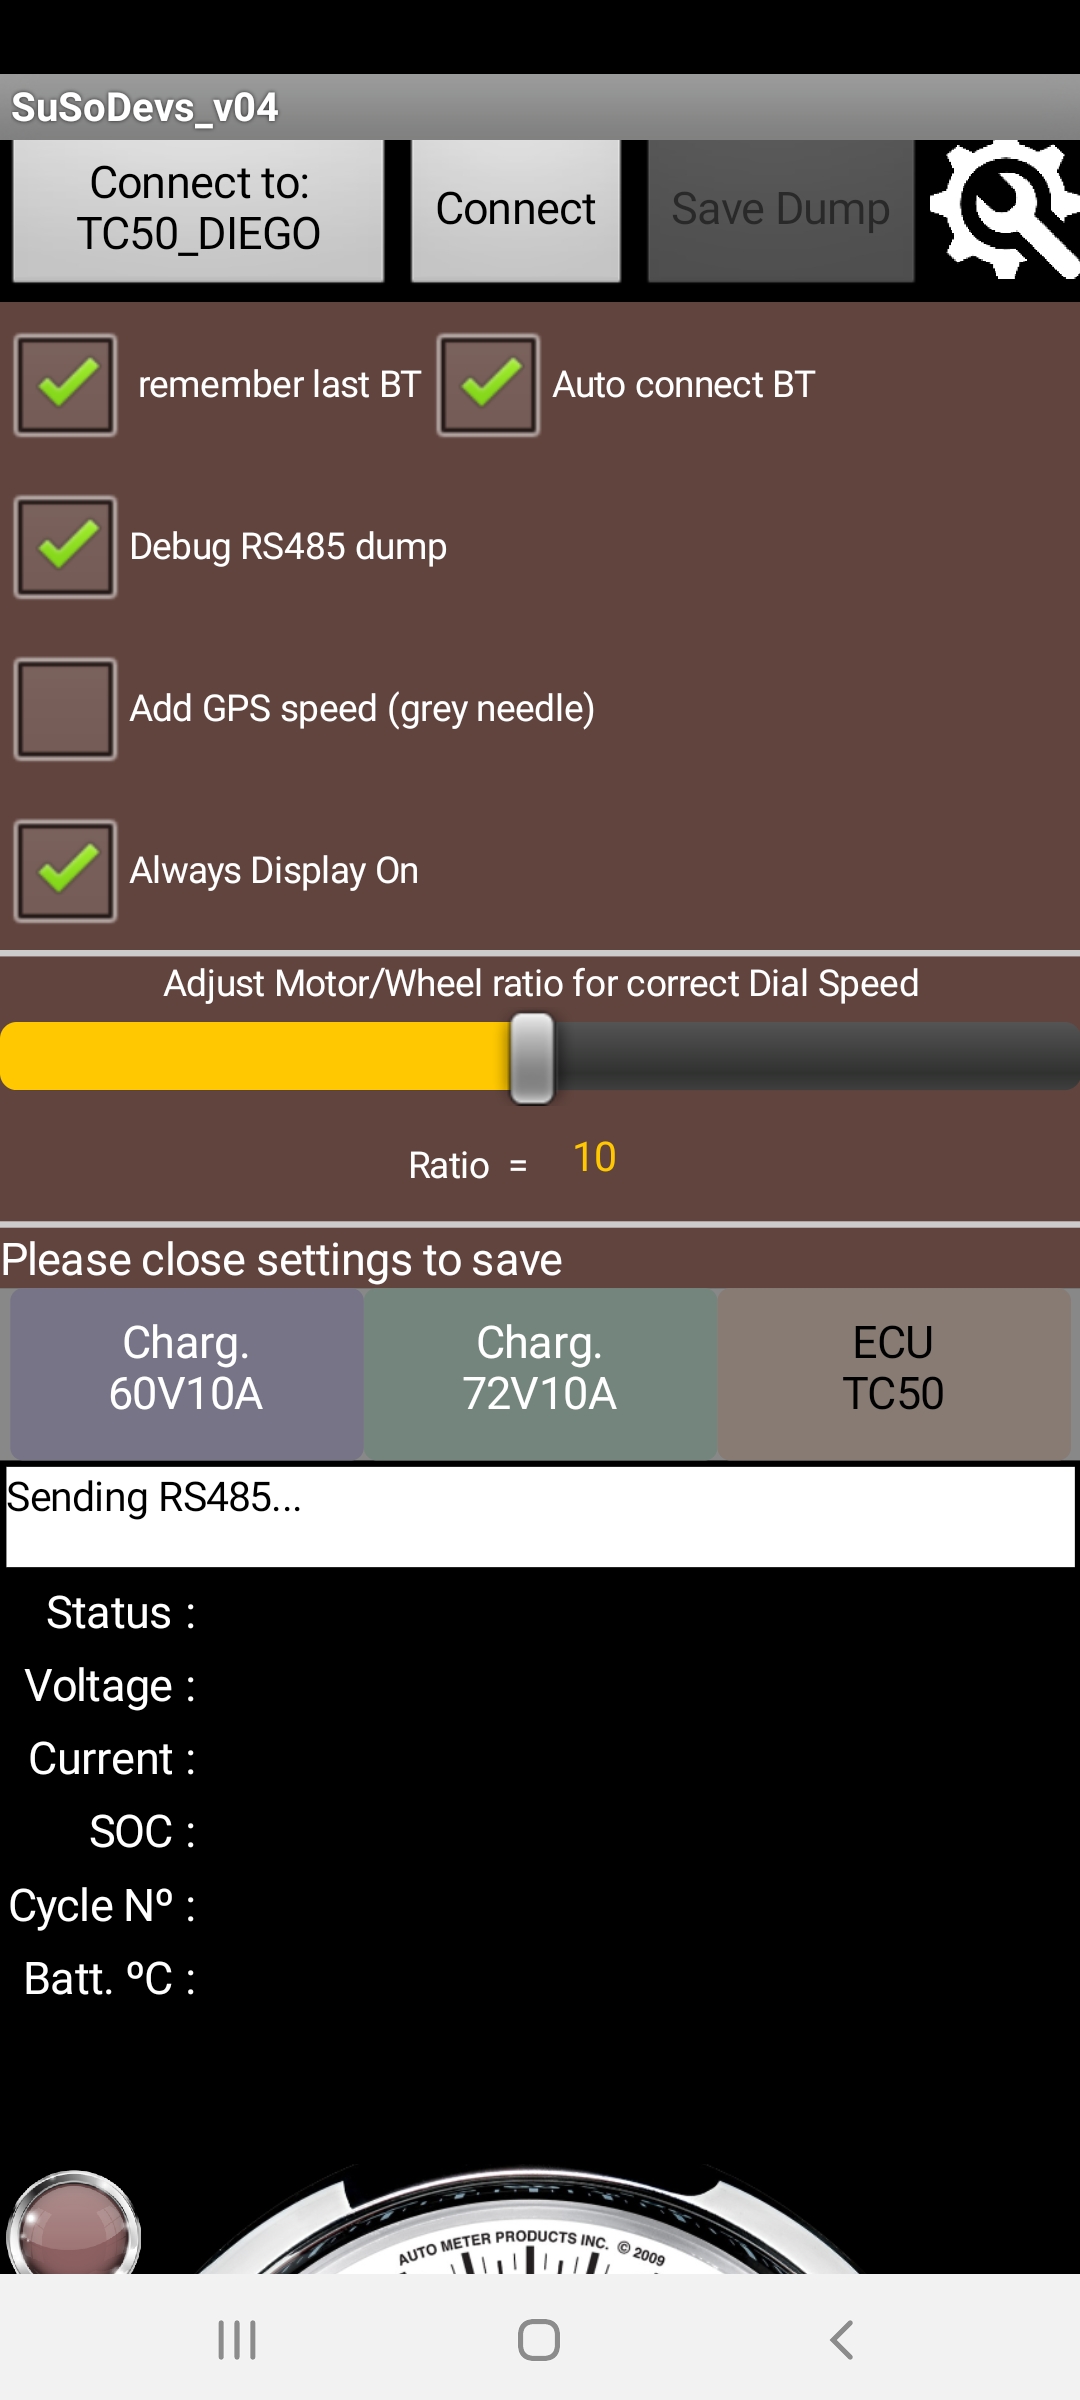 SuSoDevs_v04
Connect to:
TC50_DIEGO
Connect
Save Dump
remember last BT
Auto connect BT
Debug RS485 dump
Add GPS speed (grey needle)
Always Display On
Adjust Motor/Wheel ratio for correct Dial Speed
Ratio = 10
Please close settings to save
Charg.
60V10A
Charg.
72V10A
ECU
TC50
Sending RS485...
Status :
Voltage :
Current :
SOC :
Cycle Nº :
Batt. ºC :
AUTO METER PRODUCTS INC. © 2009